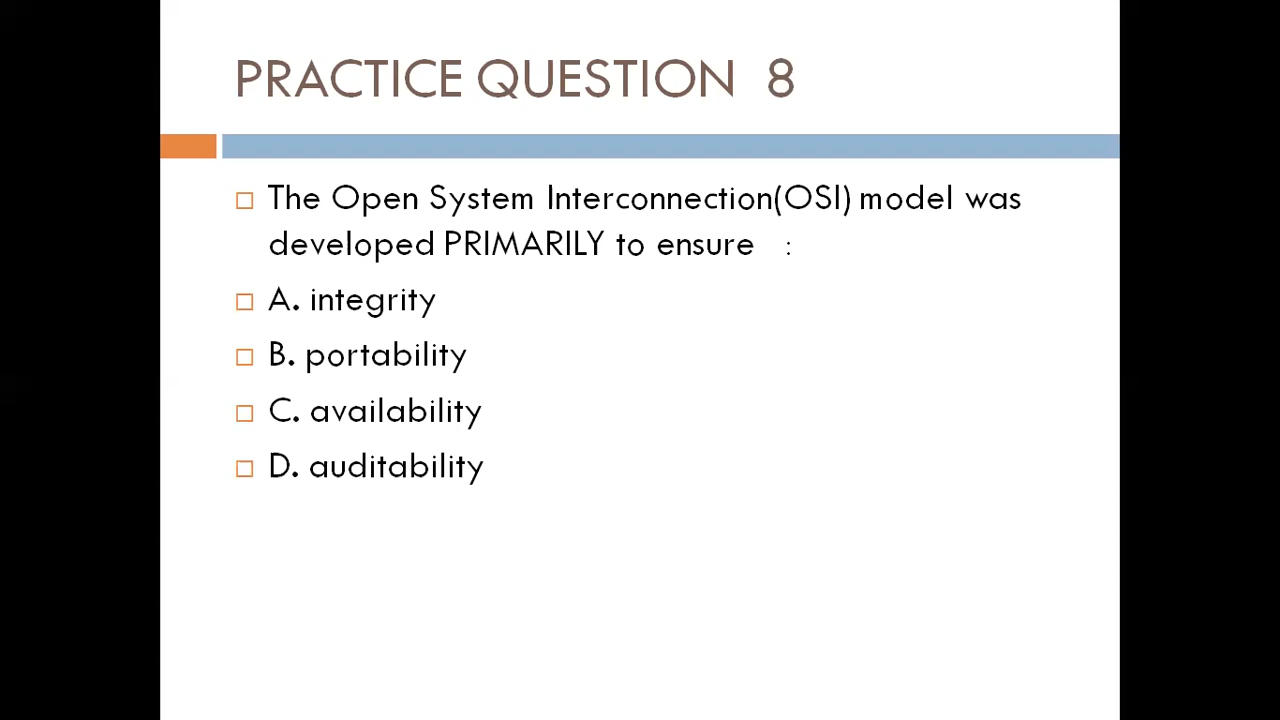 PRACTICE QUESTION 8
The Open System Interconnection(OSI) model was
developed PRIMARILY to ensure :
A. integrity
B. portability
C. availability
D. auditability